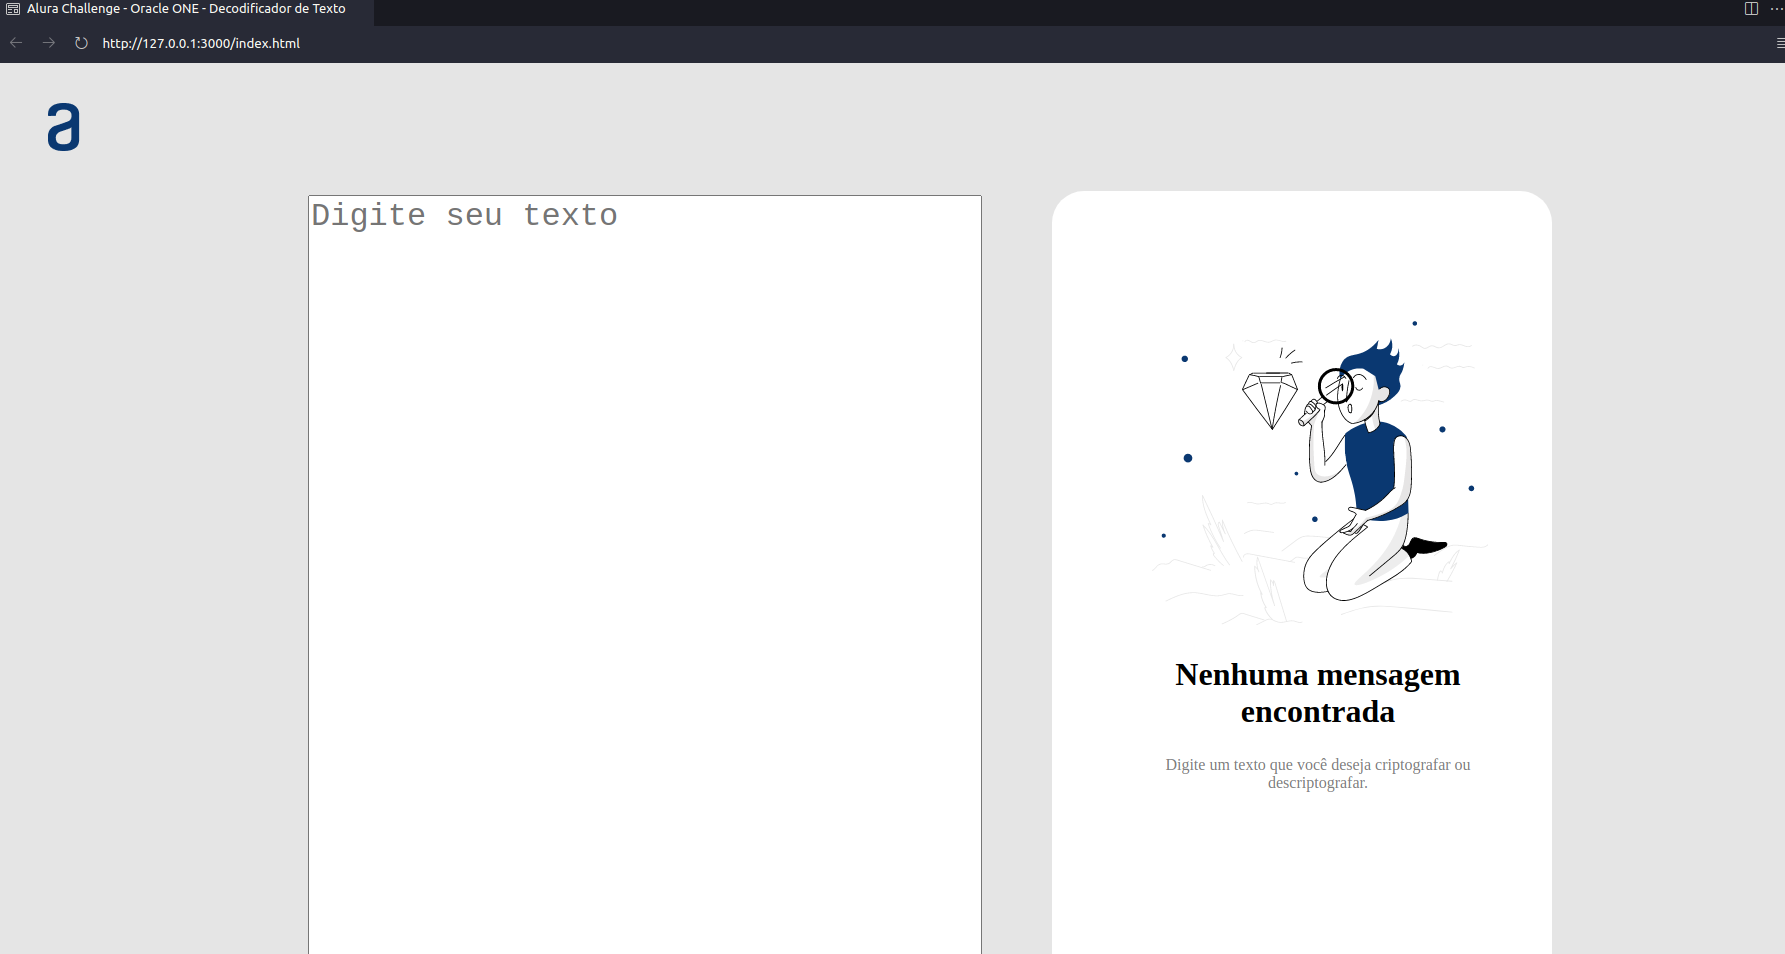 Alura Challenge - Oracle ONE - Decodificador de Texto
http://127.0.0.1:3000/index.html
a
Digite seu texto
Nenhuma mensagem
encontrada
Digite um texto que você deseja criptografar ou
descriptografar.